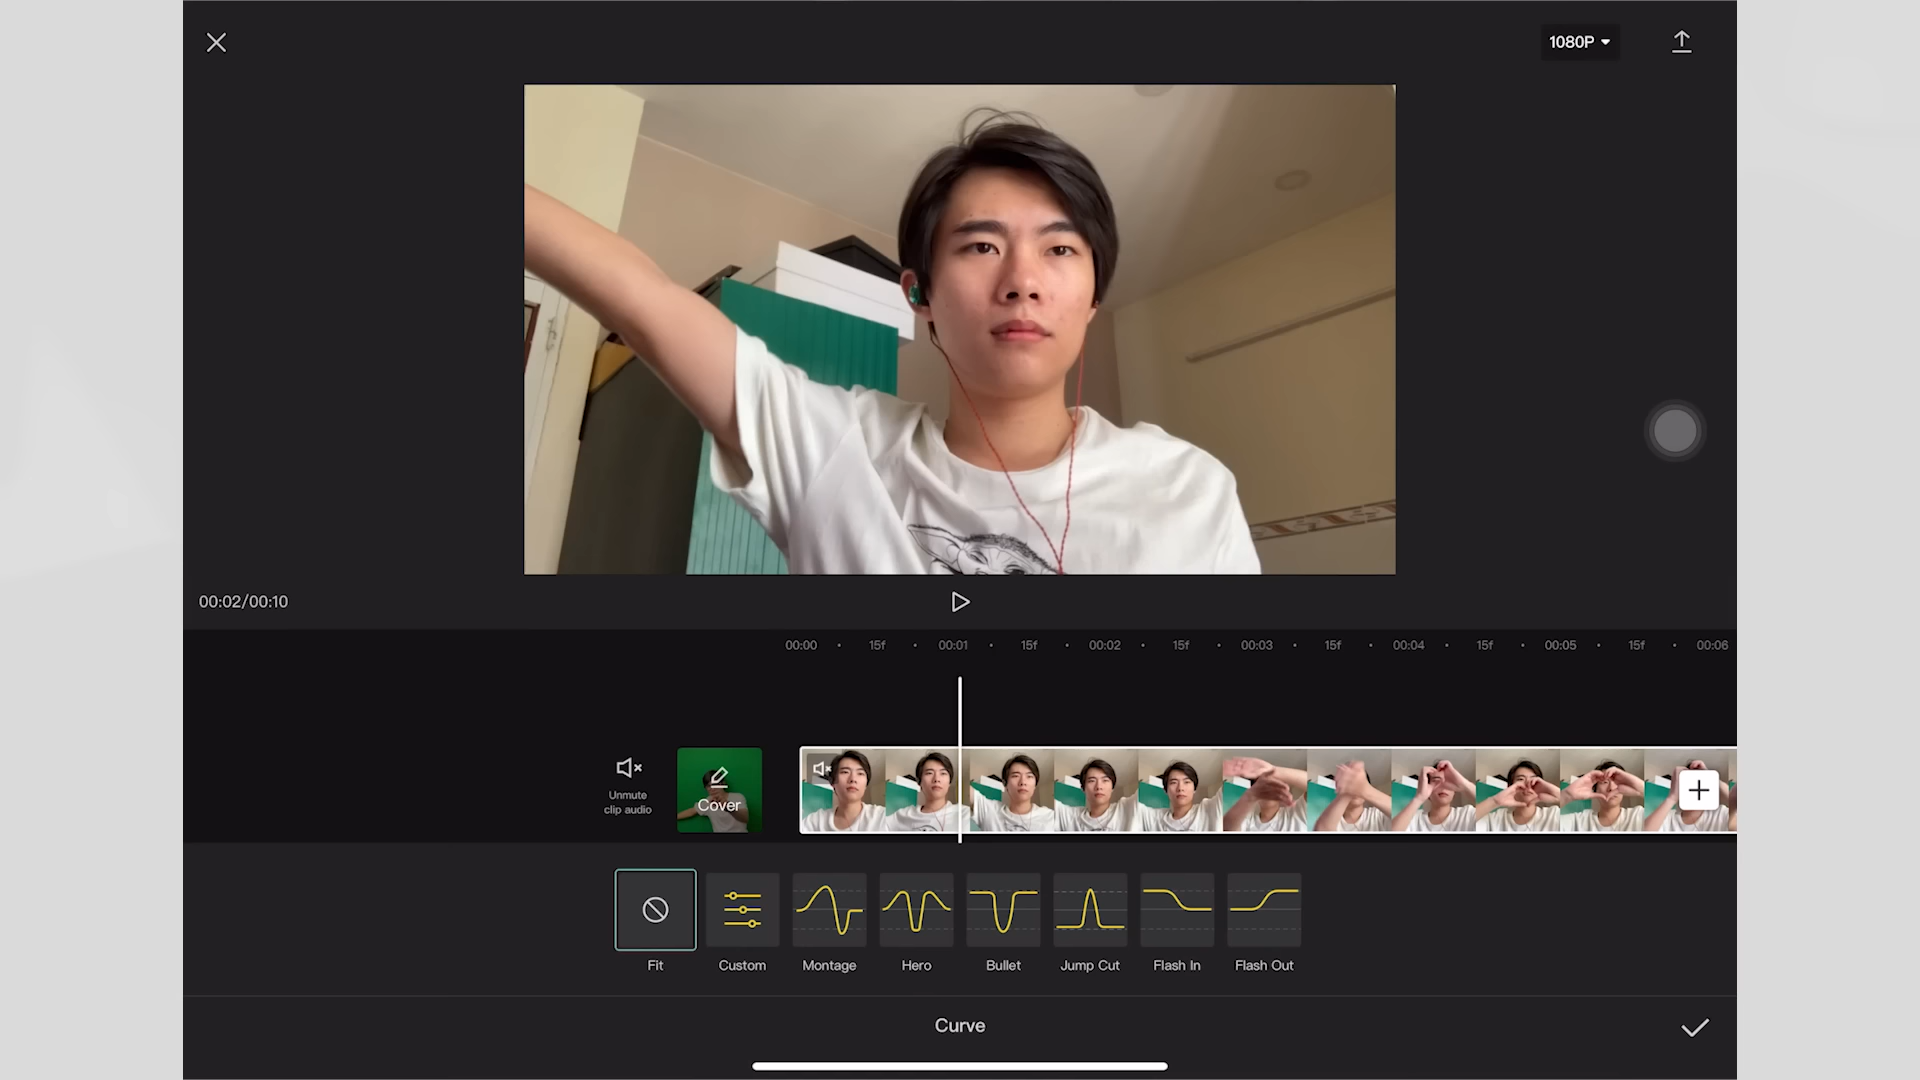 1080P
00:02/00:10
00:00 15f 00:01 15f 00:02 15f 00:03 15f 00:04 15f 00:05 15f 00:06
Unmute
clip audio
Cover
Fit Custom Montage Hero Bullet Jump Cut Flash In Flash Out
Curve